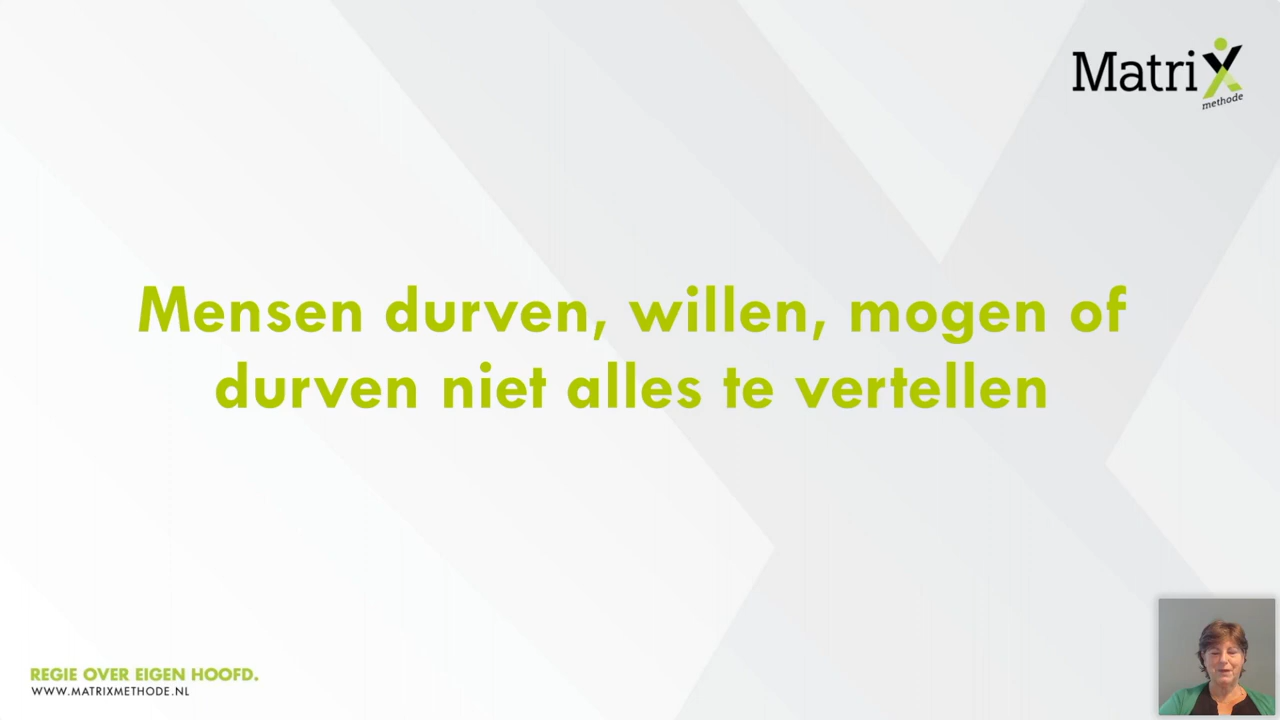 Matrix
methode
Mensen durven, willen, mogen of
durven niet alles te vertellen
REGIE OVER EIGEN HOOFD.
WWW.MATRIXMETHODE.NL